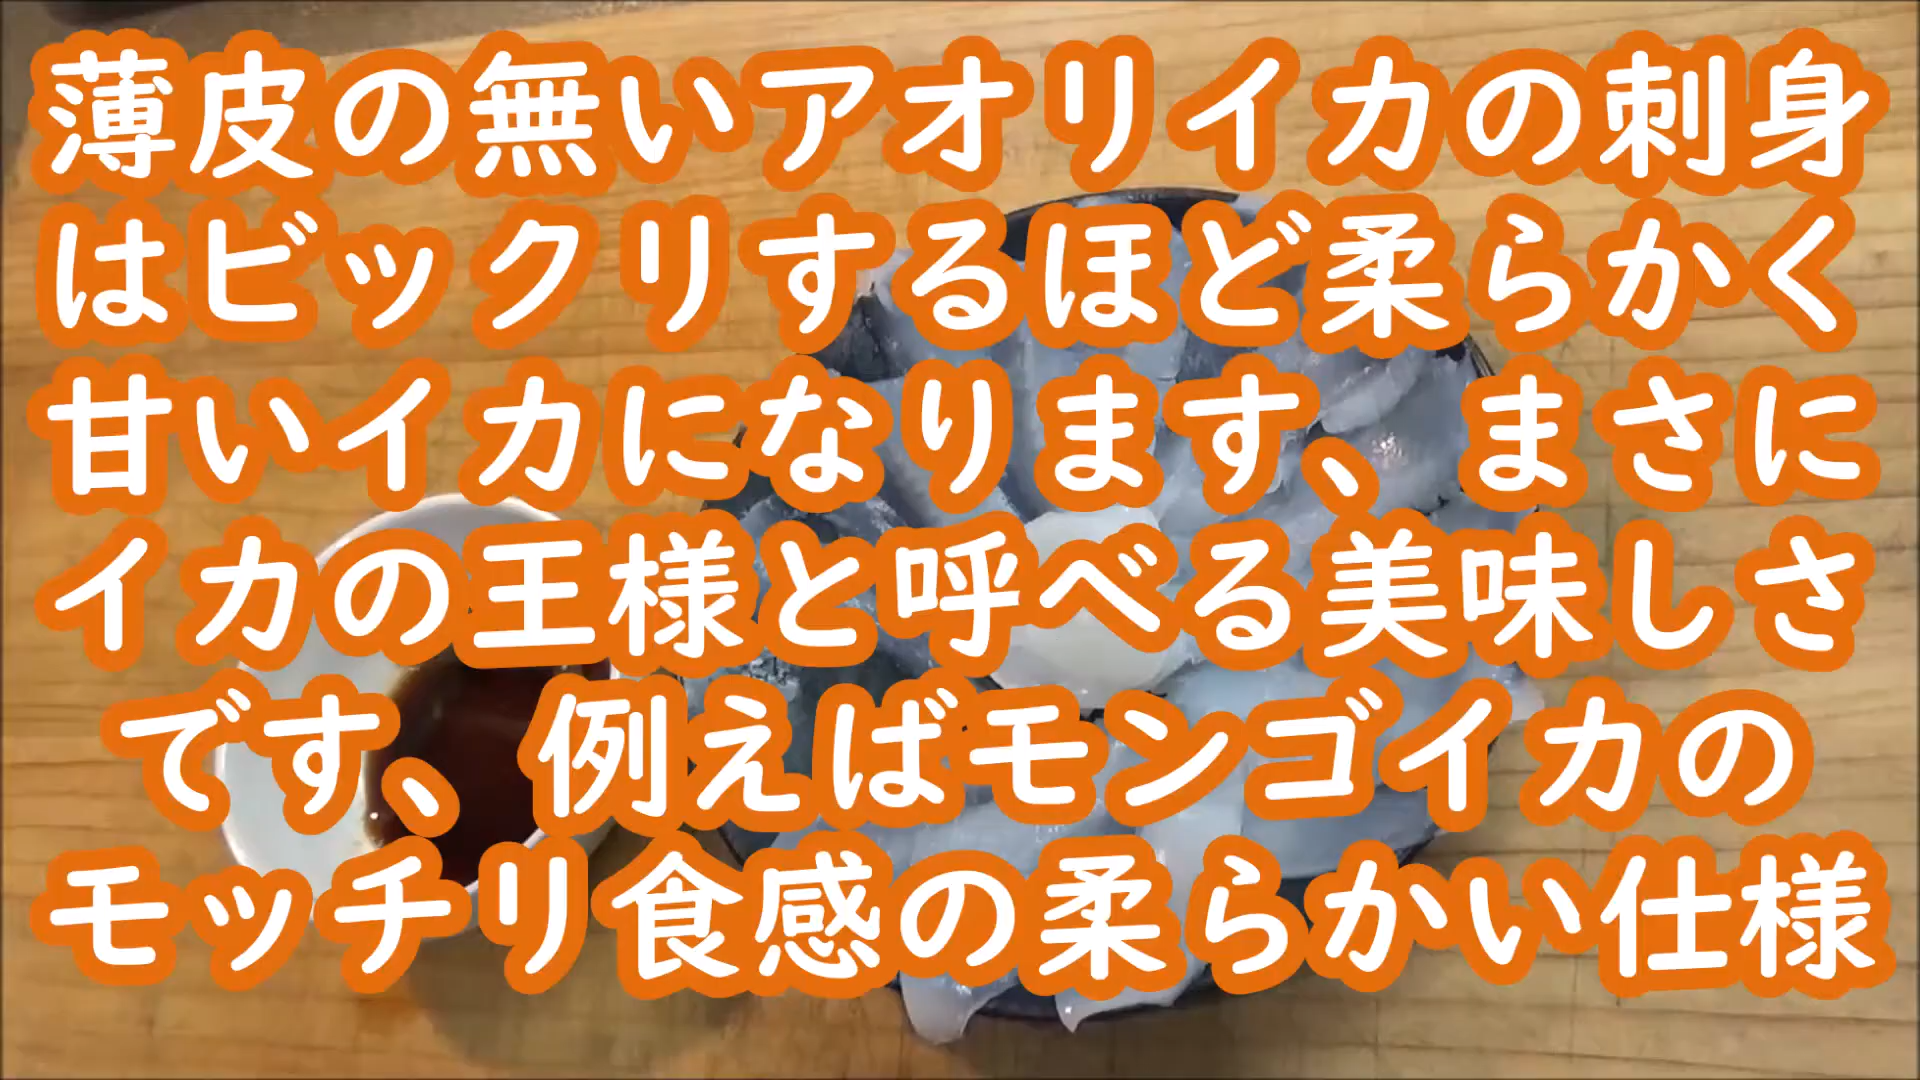 薄皮の無いアオリイカの刺身
はビックリするほど柔らかく
甘いイカになります、まさに
イカの王様と呼べる美味しさ
です、例えばモンゴイカの
モッチリ食感の柔らかい仕様